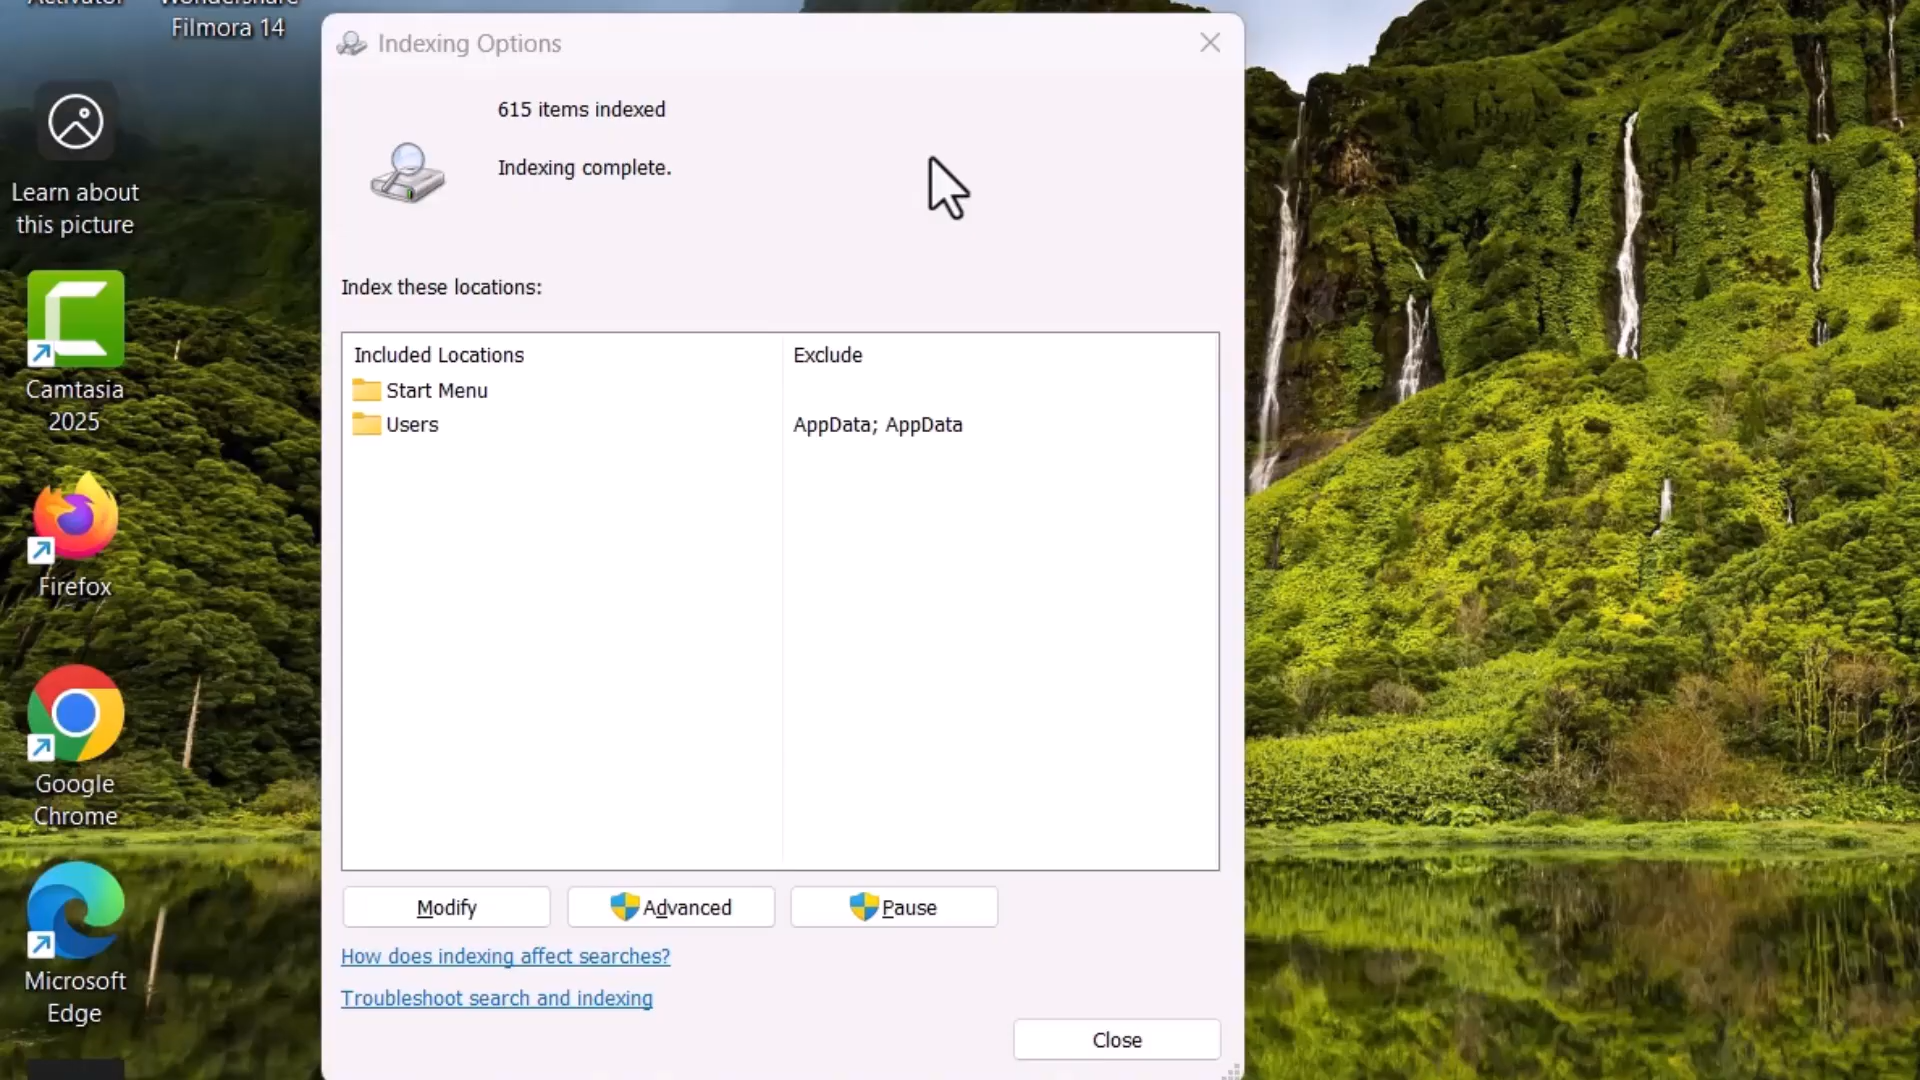 Filmora 14
Learn about
this picture
Camtasia
2025
Firefox
Google
Chrome
Microsoft
Edge
Indexing Options
615 items indexed
Indexing complete.
Index these locations:
Included Locations
Exclude
Start Menu
Users
AppData; AppData
Modify
Advanced
Pause
How does indexing affect searches?
Troubleshoot search and indexing
Close